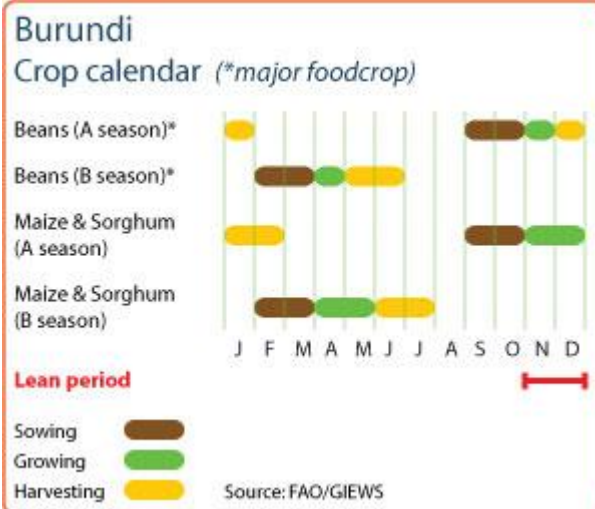 Burundi
Crop calendar (*major foodcrop)
Beans (A season)*
Beans (B season)*
Maize & Sorghum
(A season)
Maize & Sorghum
(B season)
J F M A M J J A S O N D
Lean period
Sowing
Growing
Harvesting
Source: FAO/GIEWS